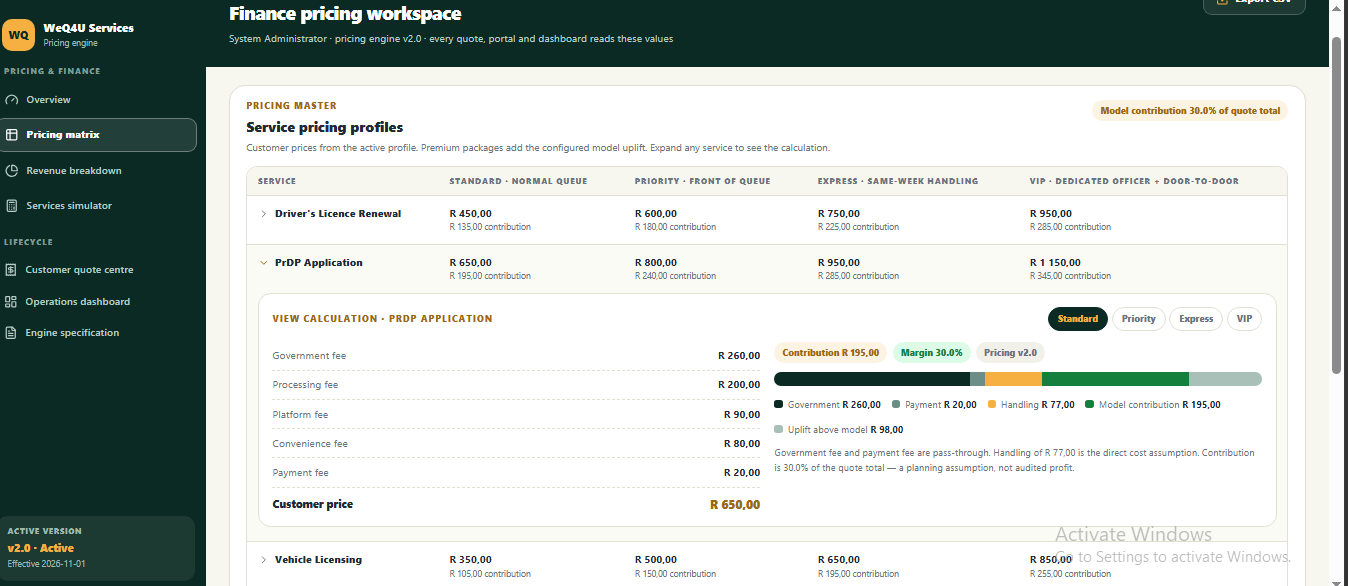 WQ
WeQ4U Services
Pricing engine
PRICING & FINANCE
Overview
Pricing matrix
Revenue breakdown
Services simulator
LIFECYCLE
Customer quote centre
Operations dashboard
Engine specification
ACTIVE VERSION
v2.0 · Active
Effective 2026-11-01
Finance pricing workspace
System Administrator · pricing engine v2.0 · every quote, portal and dashboard reads these values
Export CSV
PRICING MASTER
Service pricing profiles
Customer prices from the active profile. Premium packages add the configured model uplift. Expand any service to see the calculation.
Model contribution 30.0% of quote total
SERVICE STANDARD · NORMAL QUEUE PRIORITY · FRONT OF QUEUE EXPRESS · SAME-WEEK HANDLING VIP · DEDICATED OFFICER + DOOR-TO-DOOR
Driver's Licence Renewal R 450,00 R 600,00 R 750,00 R 950,00
R 135,00 contribution R 180,00 contribution R 225,00 contribution R 285,00 contribution
PrDP Application R 650,00 R 800,00 R 950,00 R 1 150,00
R 195,00 contribution R 240,00 contribution R 285,00 contribution R 345,00 contribution
VIEW CALCULATION · PRDP APPLICATION
Standard Priority Express VIP
Government fee R 260,00
Processing fee R 200,00
Platform fee R 90,00
Convenience fee R 80,00
Payment fee R 20,00
Customer price R 650,00
Contribution R 195,00 Margin 30.0% Pricing v2.0
Government R 260,00 Payment R 20,00 Handling R 77,00 Model contribution R 195,00
Uplift above model R 98,00
Government fee and payment fee are pass-through. Handling of R 77,00 is the direct cost assumption. Contribution
is 30.0% of the quote total — a planning assumption, not audited profit.
Vehicle Licensing R 350,00 R 500,00 R 650,00 R 850,00
R 105,00 contribution R 150,00 contribution R 195,00 contribution R 255,00 contribution
Activate Windows
Go to Settings to activate Windows.